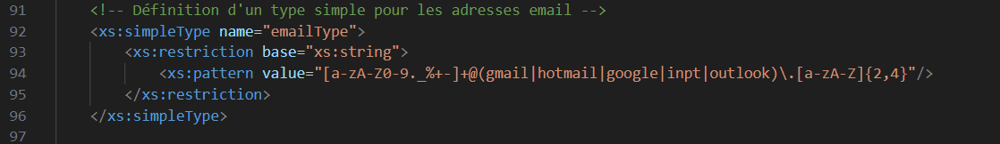 91 <!-- Définition d'un type simple pour les adresses email -->
92 <xs:simpleType name="emailType">
93 <xs:restriction base="xs:string">
94 <xs:pattern value="[a-zA-Z0-9._%+-]+@(gmail|hotmail|google|inpt|outlook)\.[a-zA-Z]{2,4}"/>
95 </xs:restriction>
96 </xs:simpleType>
97